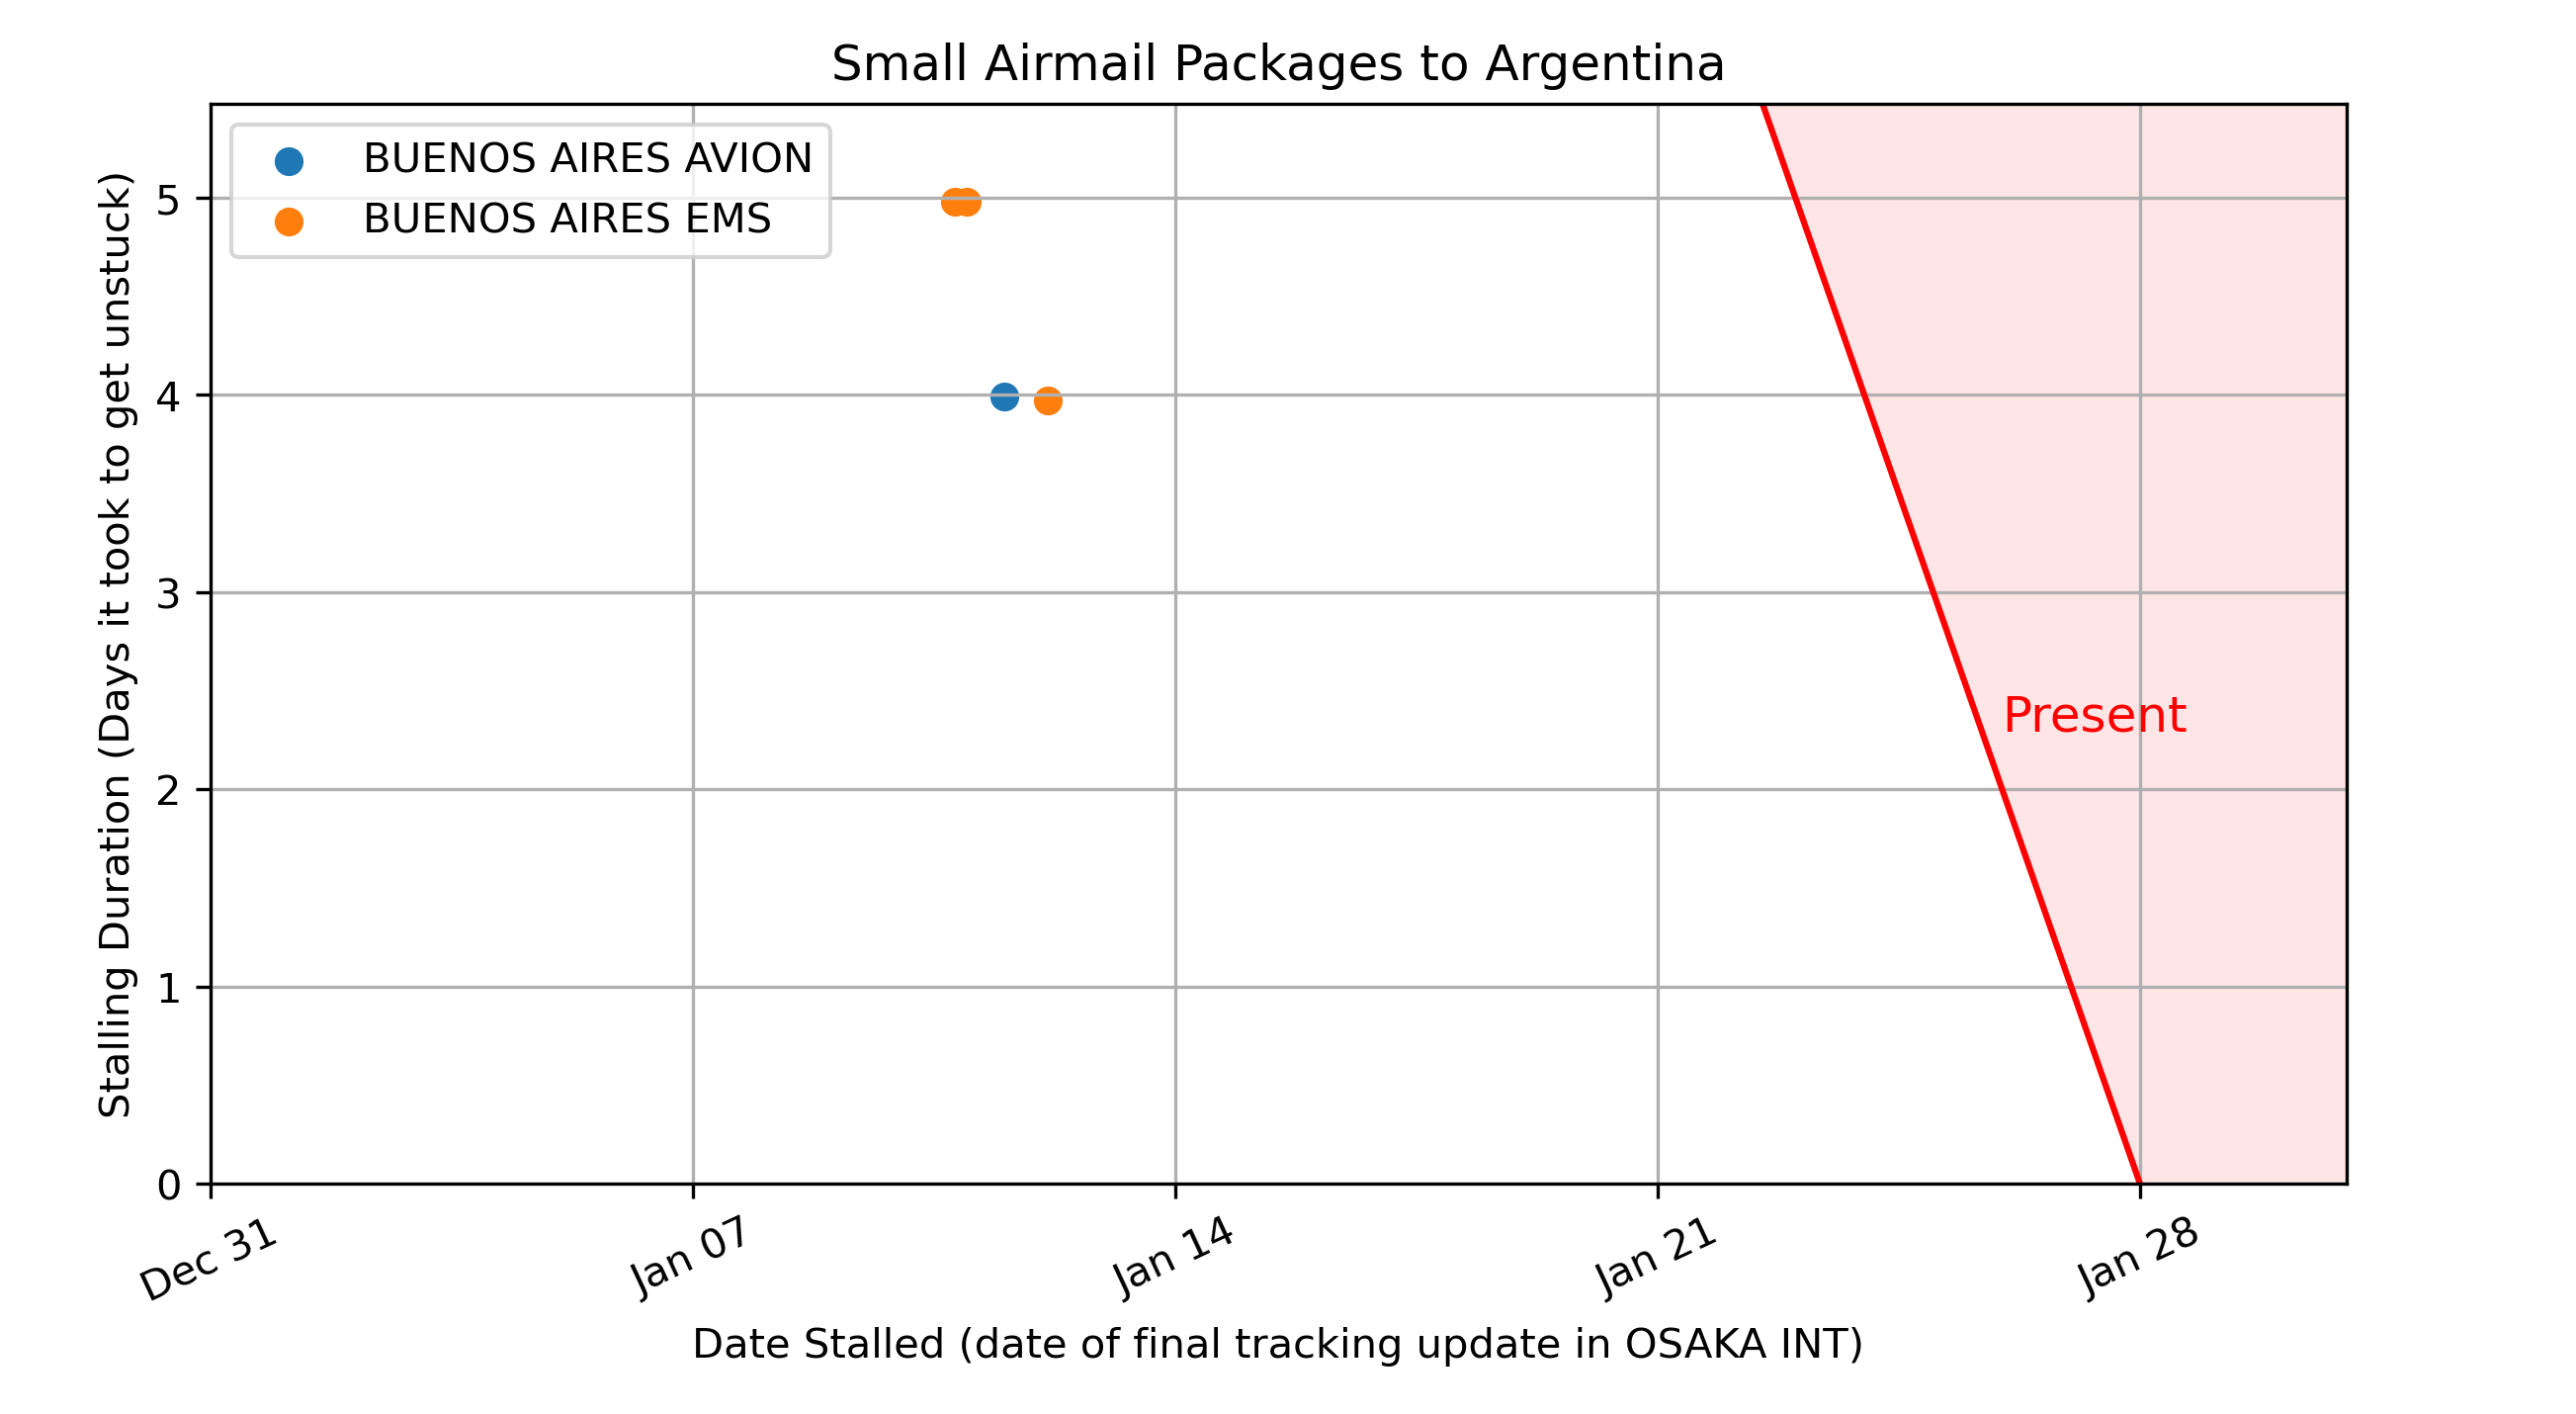 Small Airmail Packages to Argentina
BUENOS AIRES AVION
BUENOS AIRES EMS
Stalling Duration (Days it took to get unstuck)
5
4
3
2
1
0
Present
Dec 31
Jan 07
Jan 14
Jan 21
Jan 28
Date Stalled (date of final tracking update in OSAKA INT)